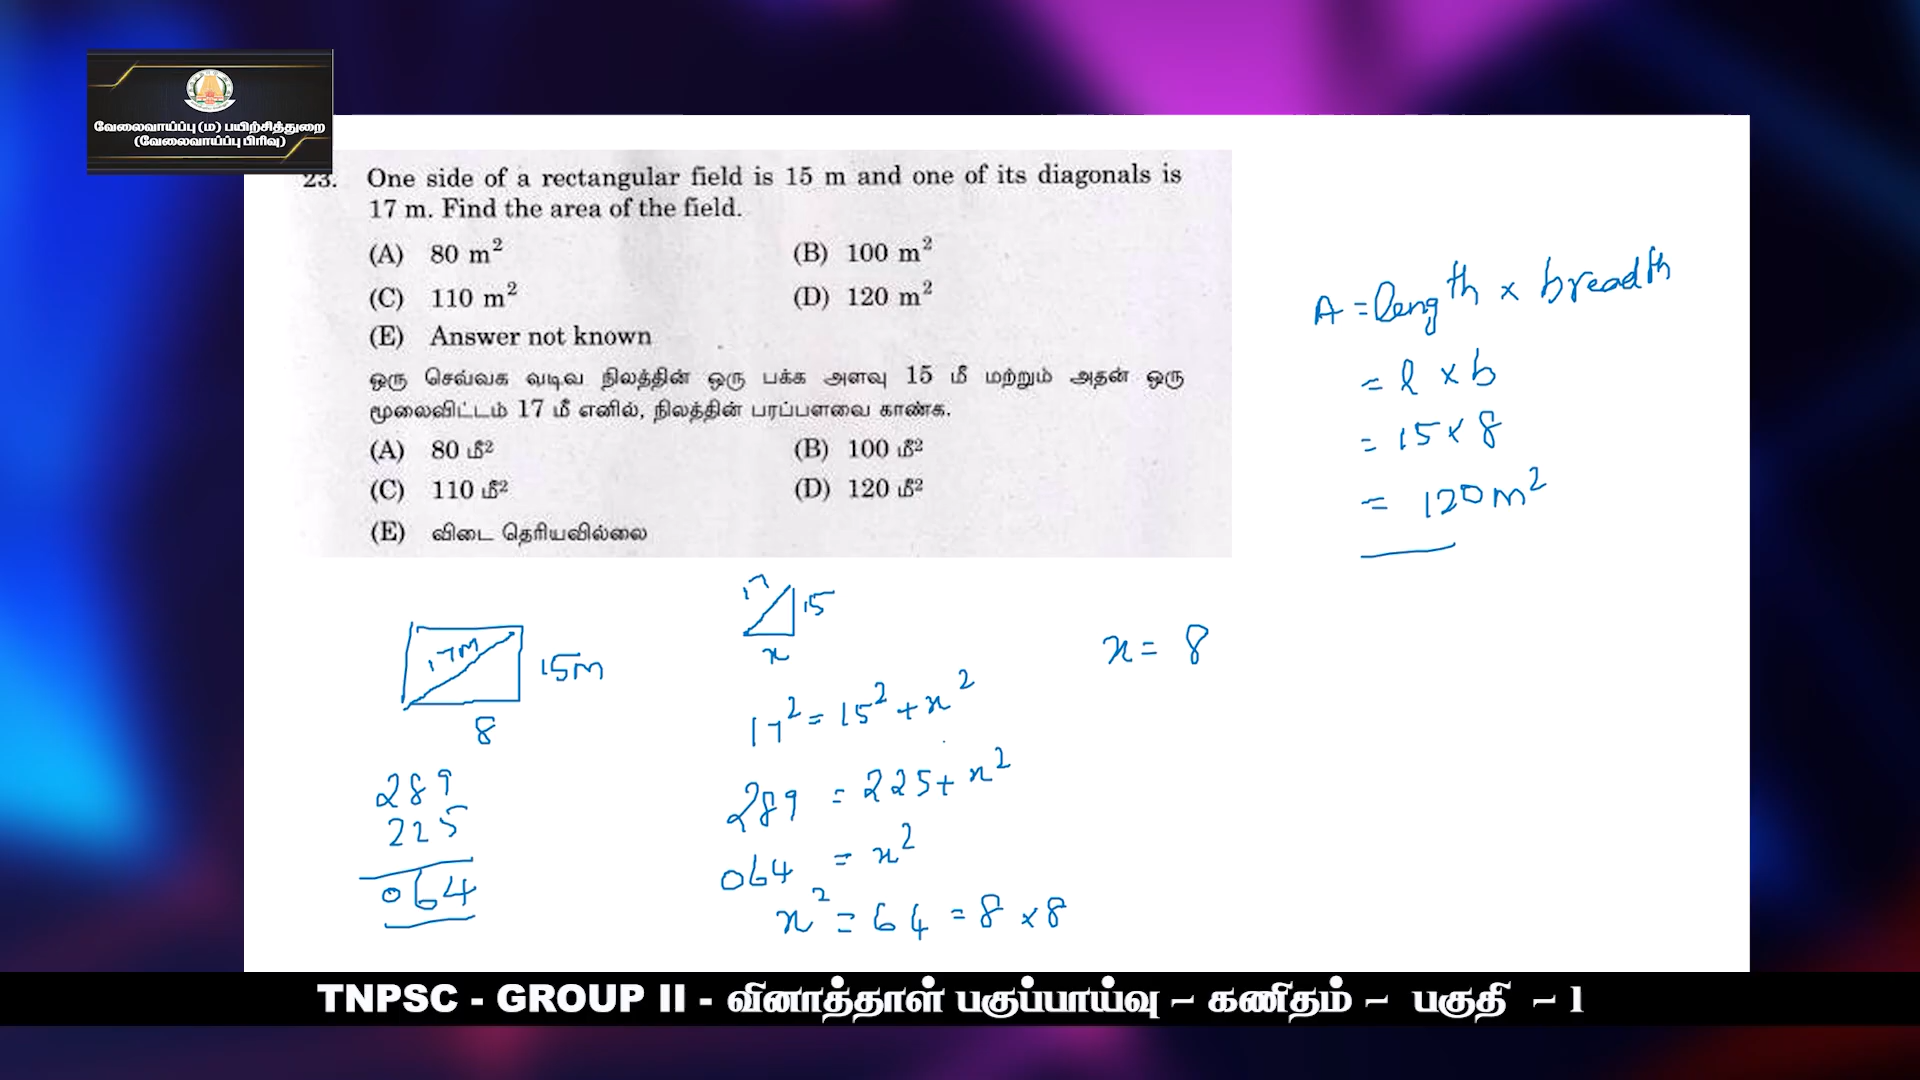 வேலைவாய்ப்பு (ம) பயிற்சித்துறை
(வேலைவாய்ப்பு பிரிவு)
23. One side of a rectangular field is 15 m and one of its diagonals is
17 m. Find the area of the field.
(A) 80 m²
(B) 100 m²
(C) 110 m²
(D) 120 m²
(E) Answer not known
ஒரு செவ்வக வடிவ நிலத்தின் ஒரு பக்க அளவு 15 மீ மற்றும் அதன் ஒரு
மூலைவிட்டம் 17 மீ எனில், நிலத்தின் பரப்பளவை காண்க.
(A) 80 மீ²
(B) 100 மீ²
(C) 110 மீ²
(D) 120 மீ²
(E) விடை தெரியவில்லை
A = length × breadth
= l × b
= 15 × 8
= 120 m²
17m
15m
8
289
225
064
17
15
x
17² = 15² + x²
289 = 225 + x²
064 = x²
x² = 64 = 8 × 8
x = 8
TNPSC - GROUP II - வினாத்தாள் பகுப்பாய்வு – கணிதம் – பகுதி – 1